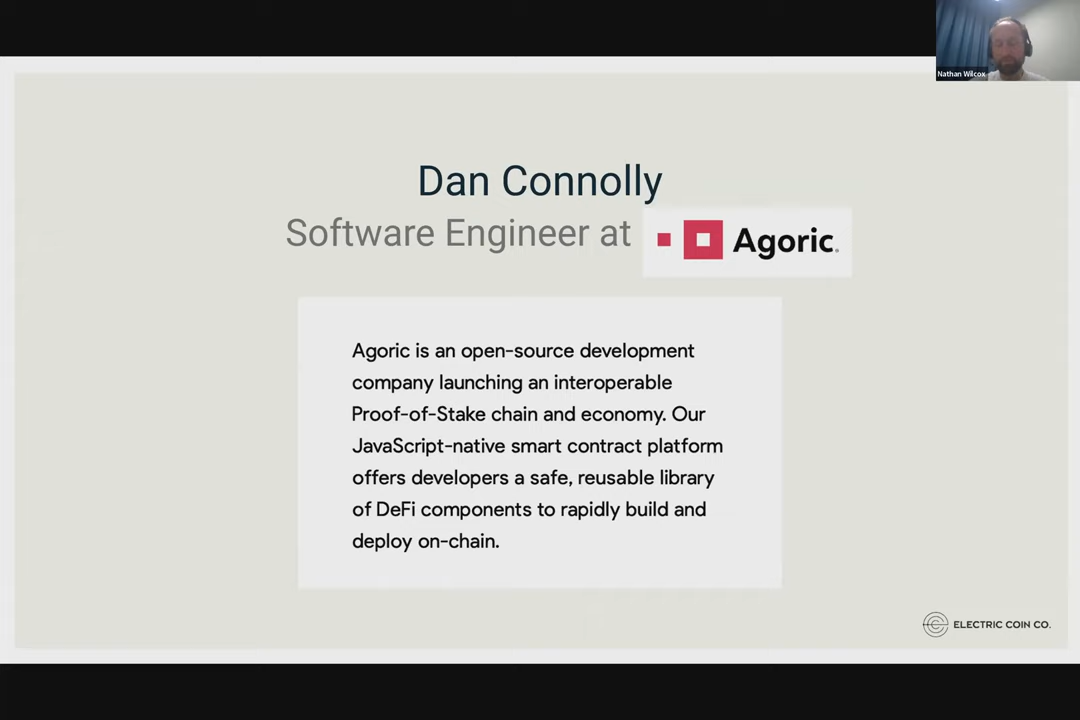 Nathan Wilcox
Dan Connolly
Software Engineer at Agoric
Agoric is an open-source development
company launching an interoperable
Proof-of-Stake chain and economy. Our
JavaScript-native smart contract platform
offers developers a safe, reusable library
of DeFi components to rapidly build and
deploy on-chain.
ELECTRIC COIN CO.